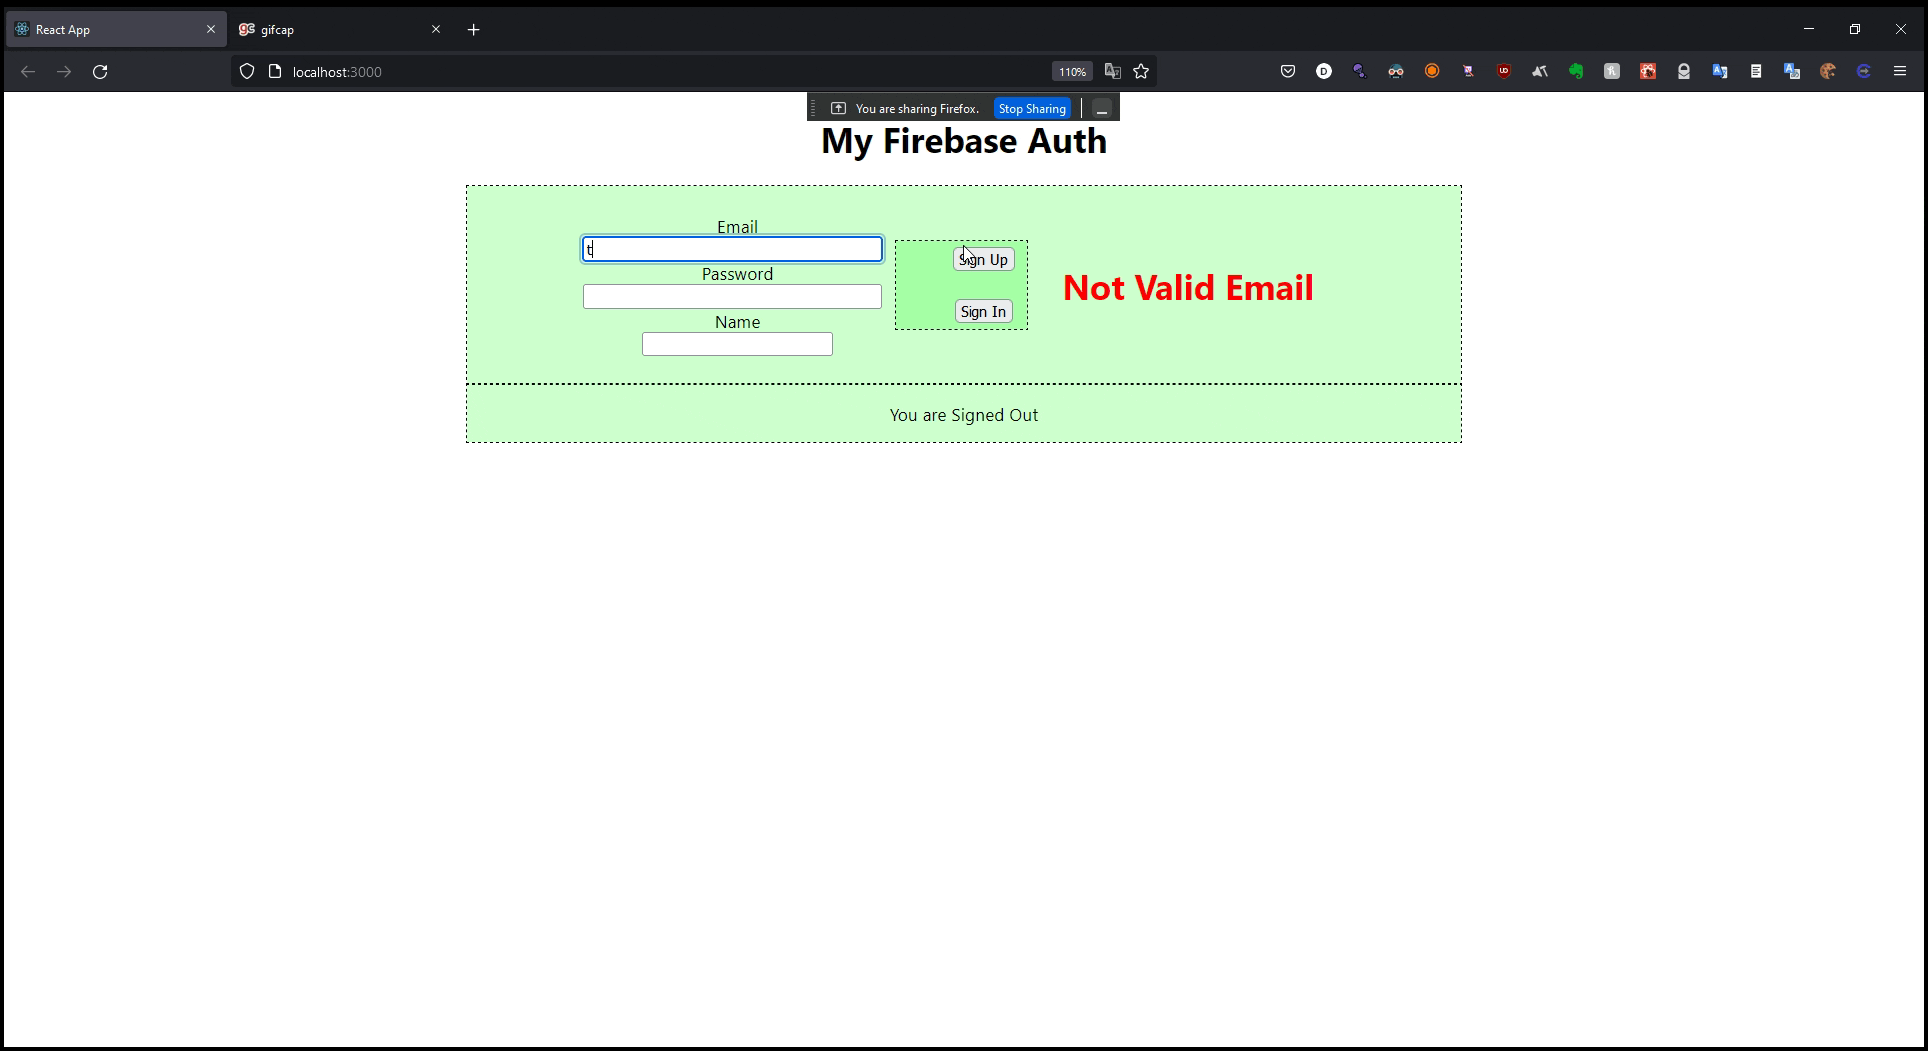 React App
gifcap
localhost:3000
110%
You are sharing Firefox.
Stop Sharing
My Firebase Auth
Email
t
Password
Name
Sign Up
Sign In
Not Valid Email
You are Signed Out